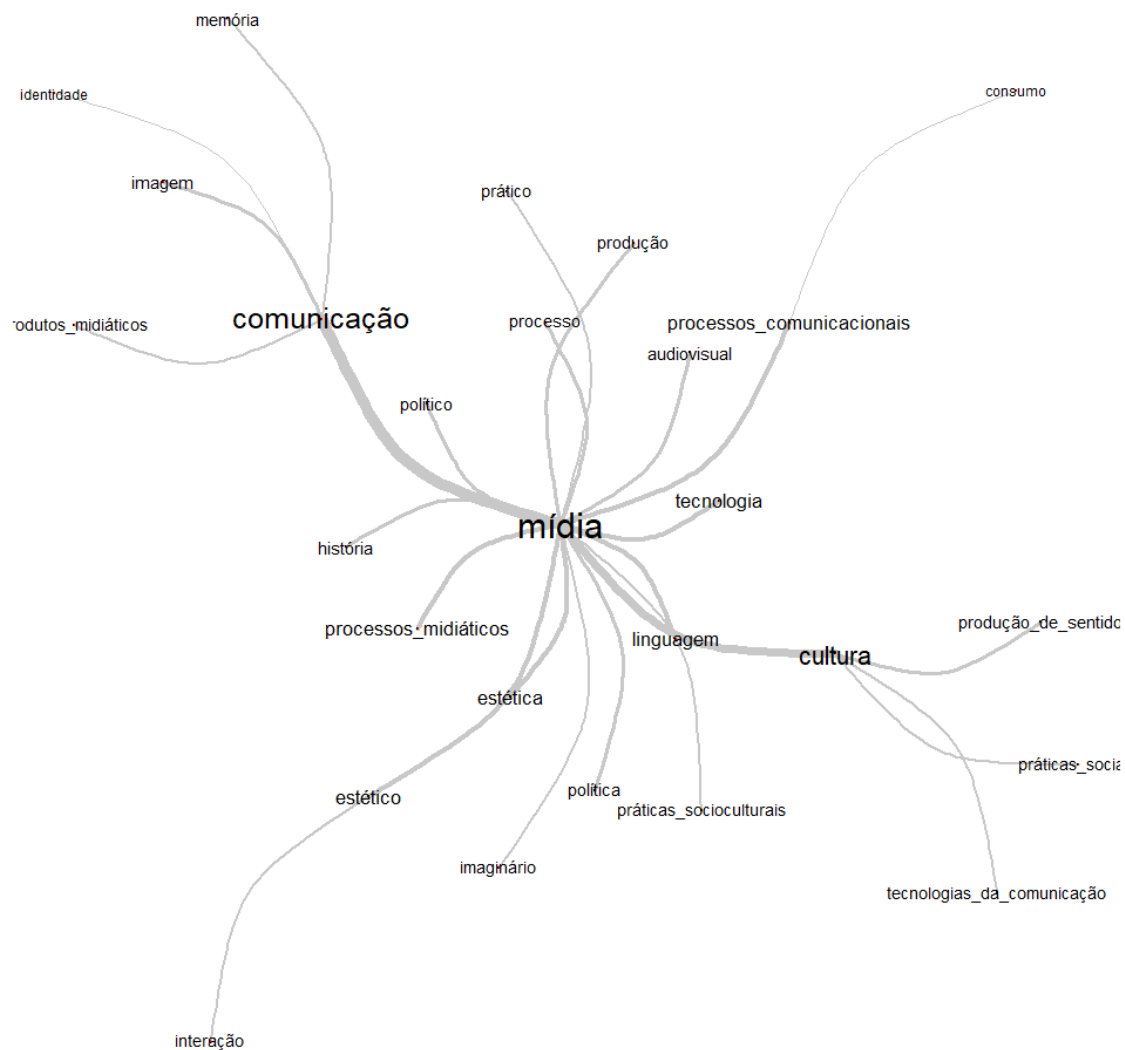 memória
identidade
consumo
imagem
prático
produção
comunicação
processo
processos_comunicacionais
rodutos_midiáticos
audiovisual
político
tecnologia
mídia
história
processos_midiáticos
linguagem
produção_de_sentido
cultura
estética
práticas_socia
política
estético
práticas_socioculturais
imaginário
tecnologias_da_comunicação
interação